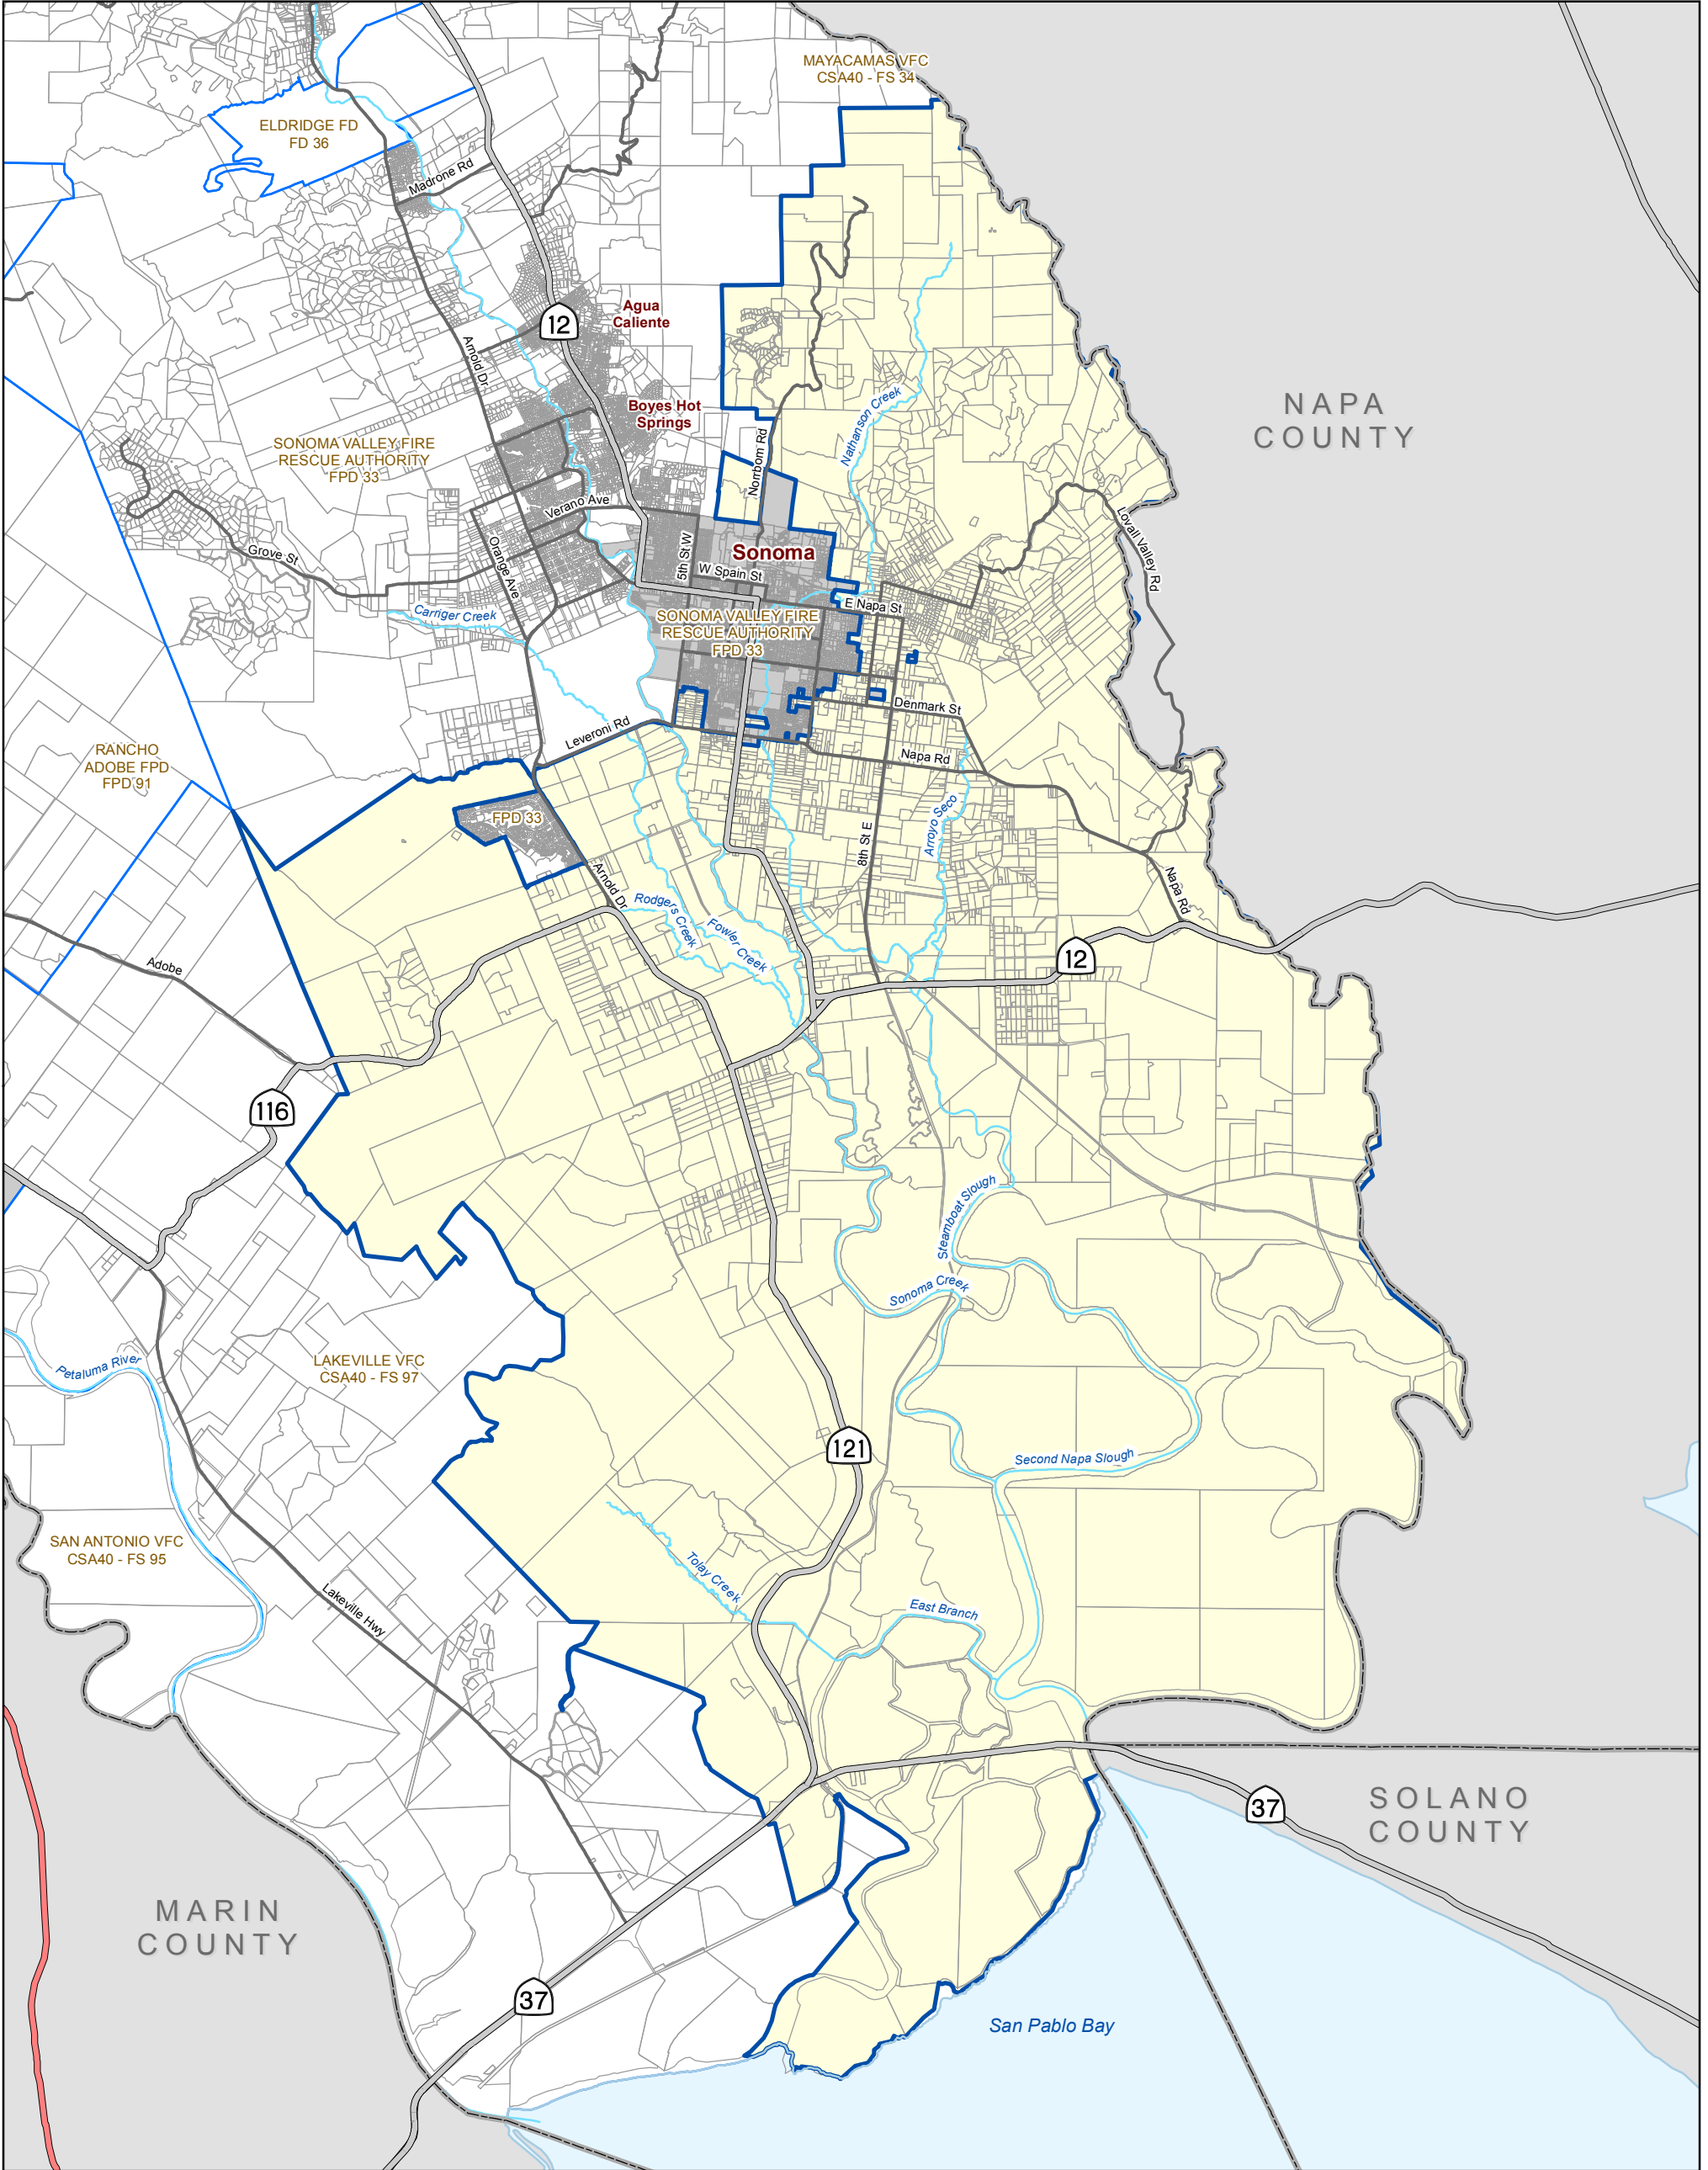 MAYACAMAS VFC
CSA40 - FS 34
ELDRIDGE FD
FD 36
Madrone Rd
Agua
Caliente
12
Arnold Dr
NAPA
COUNTY
Boyes Hot
Springs
Nathanson Creek
SONOMA VALLEY FIRE
RESCUE AUTHORITY
FPD 33
Norrbom Rd
Verano Ave
Lovall Valley Rd
Grove St
Orange Ave
5th St W
Sonoma
W Spain St
Carriger Creek
E Napa St
SONOMA VALLEY FIRE
RESCUE AUTHORITY
FPD 33
Denmark St
Leveroni Rd
Napa Rd
RANCHO
ADOBE FPD
FPD 91
FPD 33
8th St E
Arroyo Seco
Arnold Dr
Napa Rd
Rodgers Creek
Fowler Creek
12
Adobe
116
Steamboat Slough
Sonoma Creek
Petaluma River
LAKEVILLE VFC
CSA40 - FS 97
121
Second Napa Slough
SAN ANTONIO VFC
CSA40 - FS 95
Tolay Creek
East Branch
Lakeville Hwy
SOLANO
COUNTY
37
MARIN
COUNTY
37
San Pablo Bay